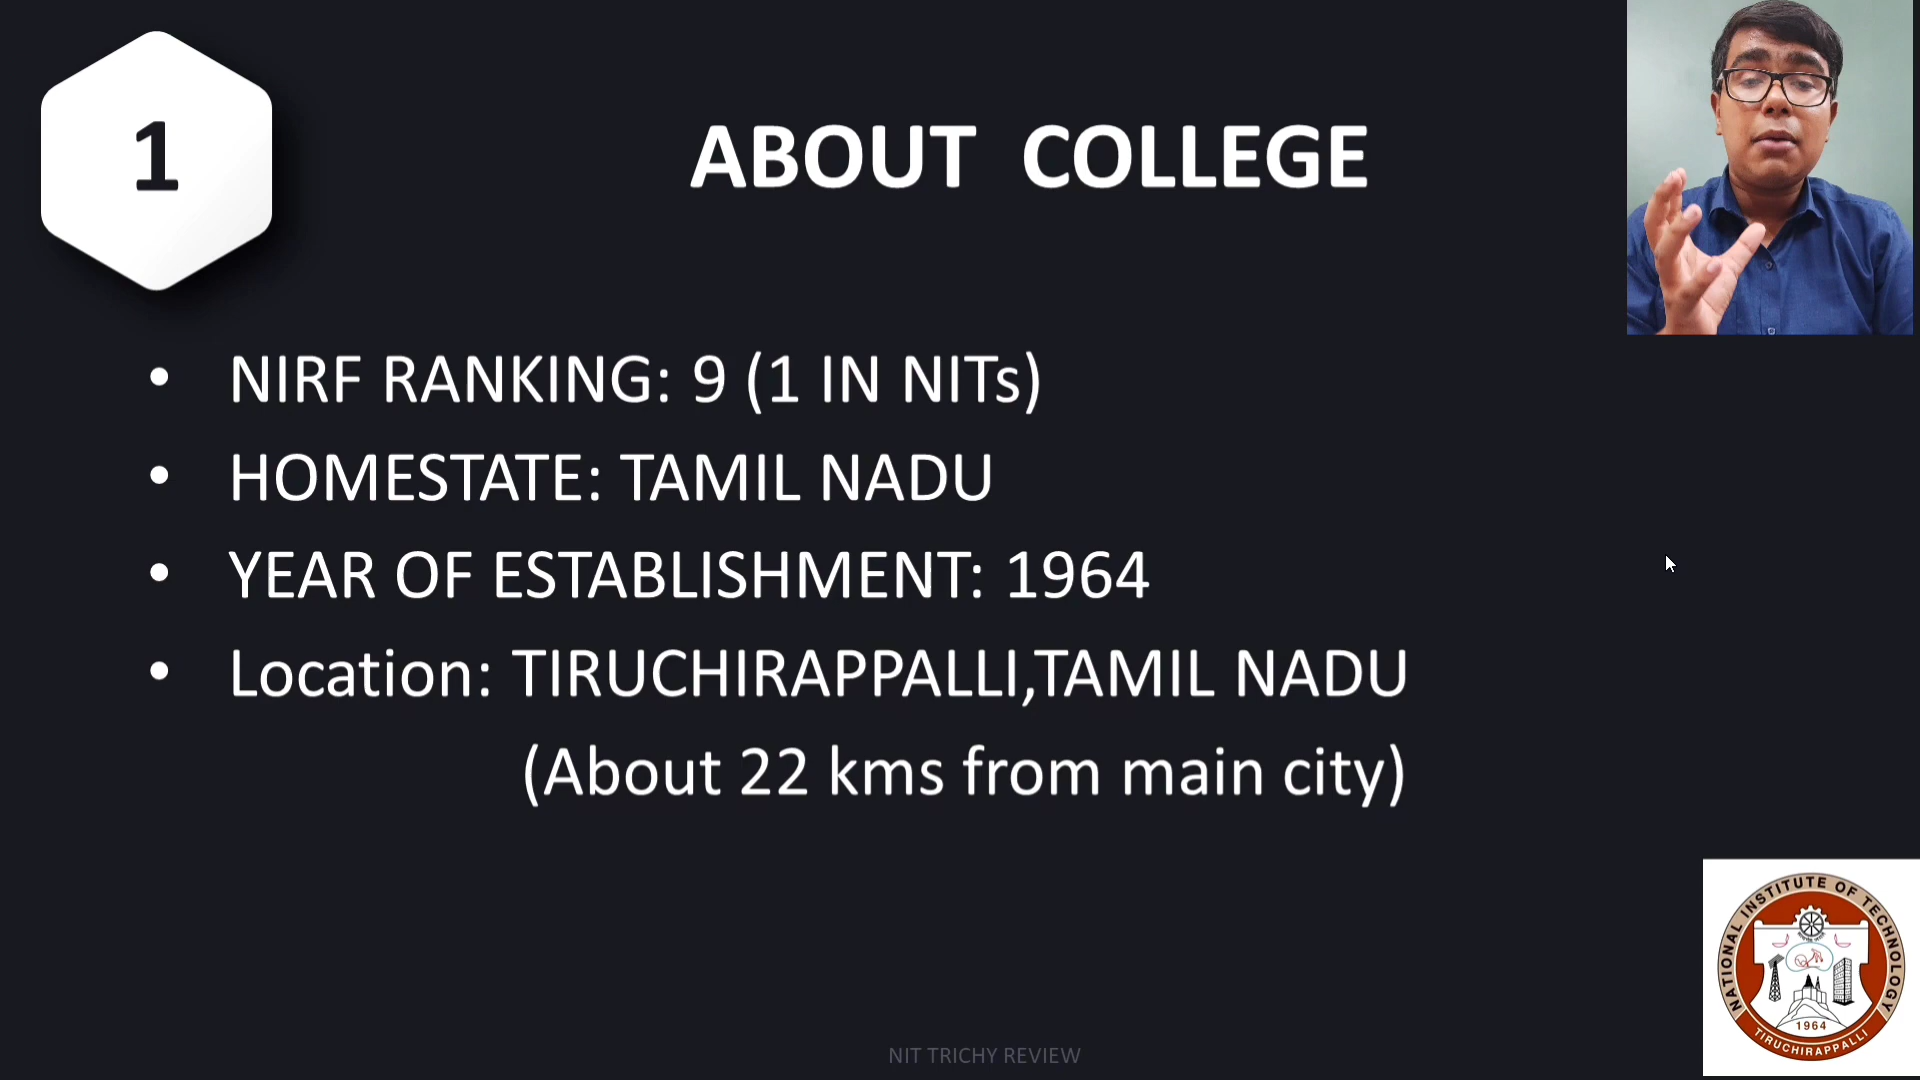 1
ABOUT COLLEGE
• NIRF RANKING: 9 (1 IN NITs)
• HOMESTATE: TAMIL NADU
• YEAR OF ESTABLISHMENT: 1964
• Location: TIRUCHIRAPPALLI,TAMIL NADU
(About 22 kms from main city)
NATIONAL INSTITUTE OF TECHNOLOGY
1964
TIRUCHIRAPPALLI
NIT TRICHY REVIEW